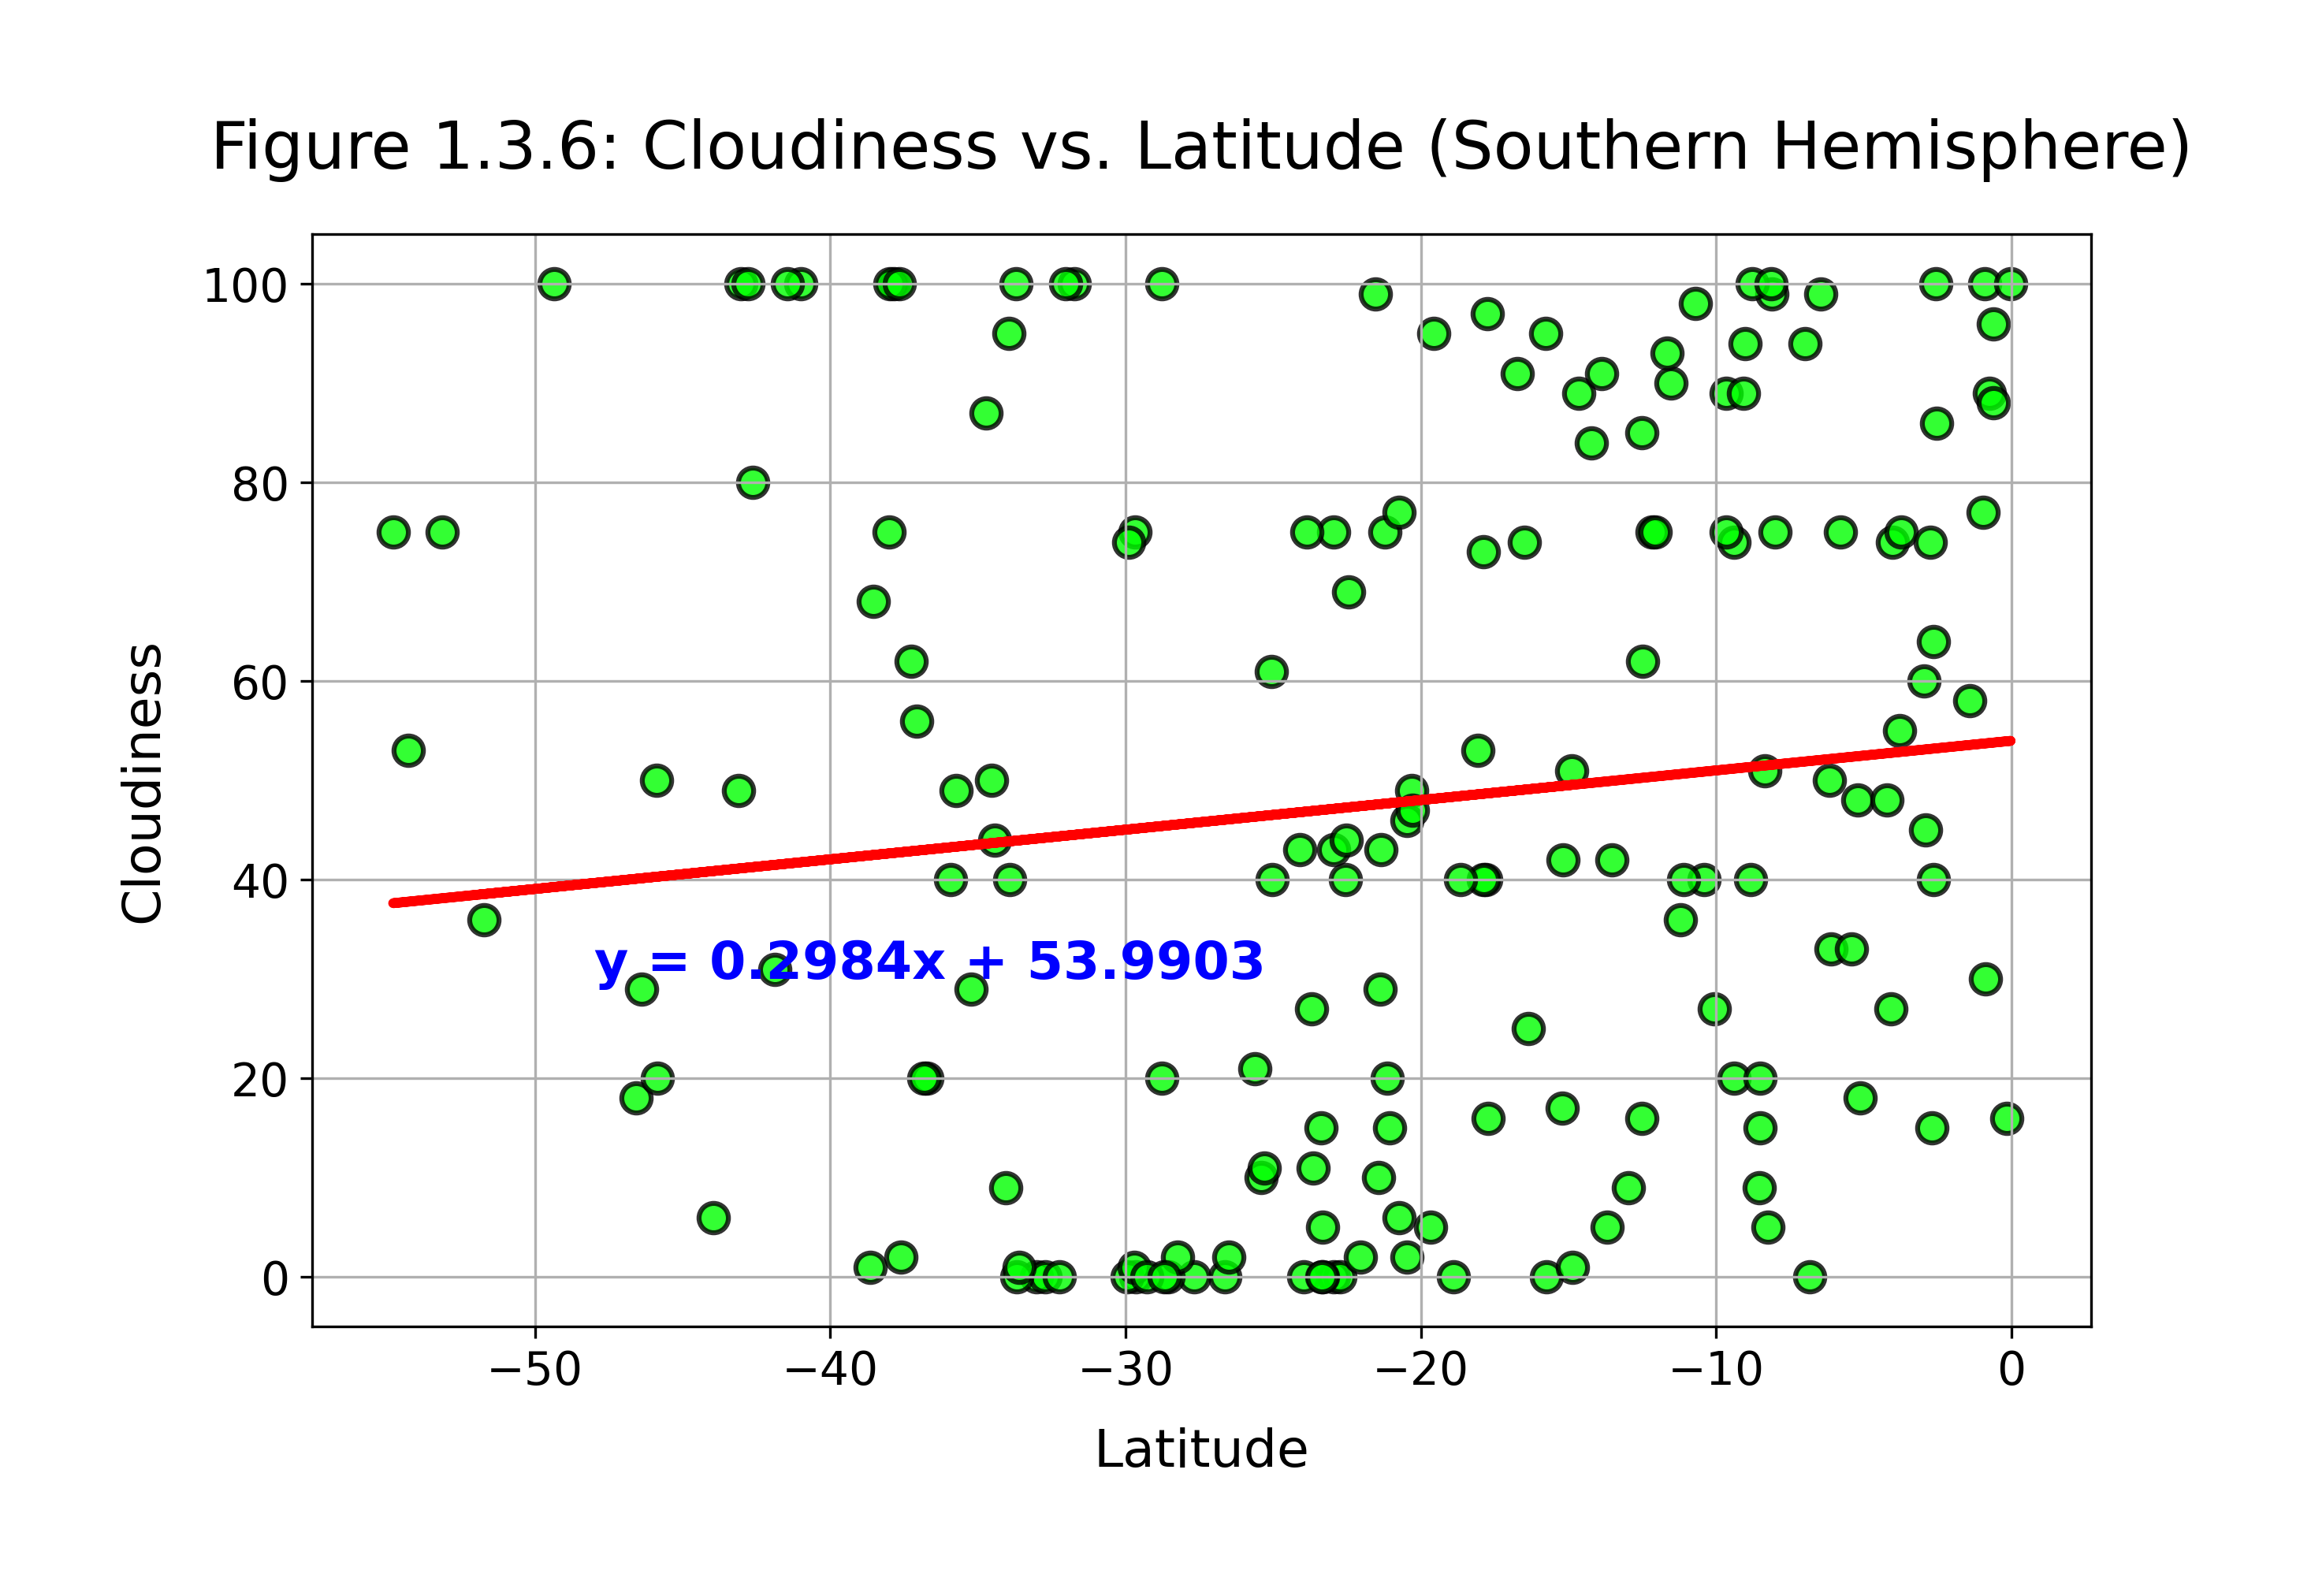 Figure 1.3.6: Cloudiness vs. Latitude (Southern Hemisphere)
100
80
60
40
20
0
Cloudiness
y = 0.2984x + 53.9903
−50 −40 −30 −20 −10 0
Latitude